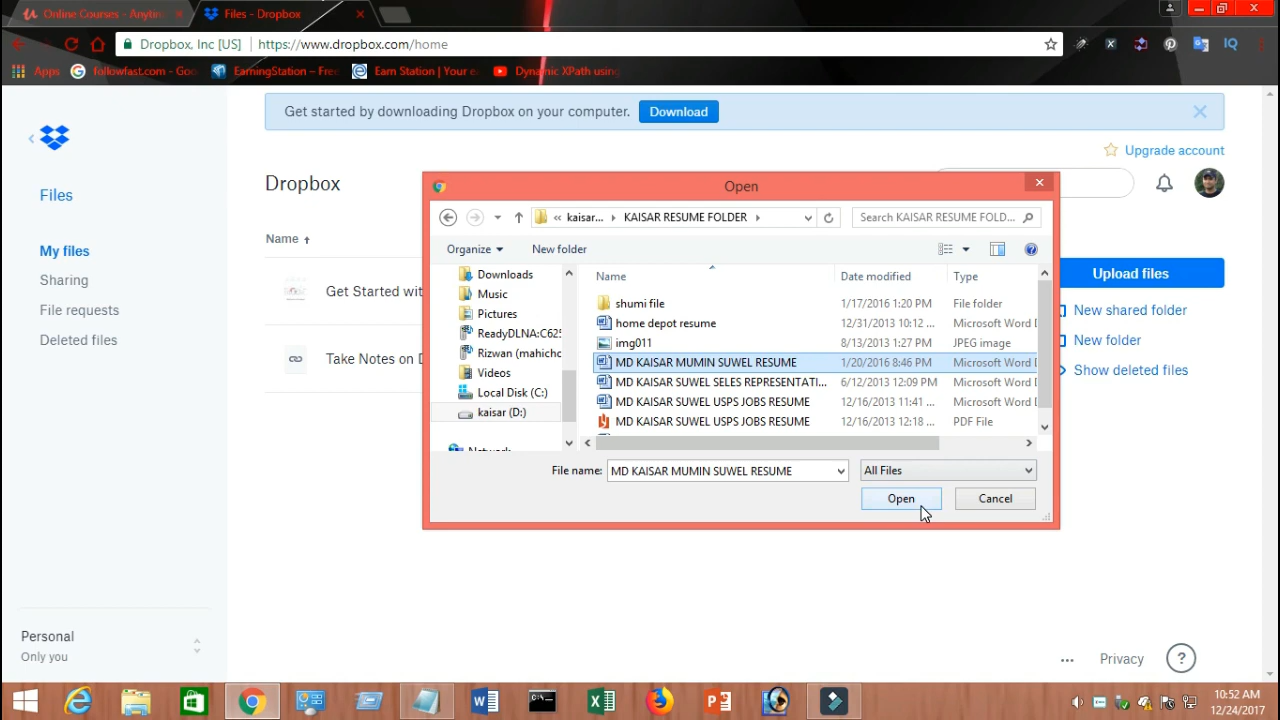 Online Courses - Anytim
Files - Dropbox
Dropbox, Inc [US]
https://www.dropbox.com/home
IQ
Apps
followfast.com - Goo
EarningStation – Free
Earn Station | Your ea
Dynamic XPath using
Get started by downloading Dropbox on your computer.
Download
Upgrade account
Files
Dropbox
My files
Sharing
File requests
Deleted files
Name
Get Started wit
Take Notes on D
Open
kaisar...
KAISAR RESUME FOLDER
Search KAISAR RESUME FOLD...
Organize
New folder
Downloads
Music
Pictures
ReadyDLNA:C625
Rizwan (mahicho
Videos
Local Disk (C:)
kaisar (D:)
Network
Name
Date modified
Type
shumi file
1/17/2016 1:20 PM
File folder
home depot resume
12/31/2013 10:12 ...
Microsoft Word D
img011
8/13/2013 1:27 PM
JPEG image
MD KAISAR MUMIN SUWEL RESUME
1/20/2016 8:46 PM
Microsoft Word D
MD KAISAR SUWEL SELES REPRESENTATI...
6/12/2013 12:09 PM
Microsoft Word D
MD KAISAR SUWEL USPS JOBS RESUME
12/16/2013 11:41 ...
Microsoft Word D
MD KAISAR SUWEL USPS JOBS RESUME
12/16/2013 12:18 ...
PDF File
File name:
MD KAISAR MUMIN SUWEL RESUME
All Files
Open
Cancel
Upload files
New shared folder
New folder
Show deleted files
Personal
Only you
Privacy
?
10:52 AM
12/24/2017